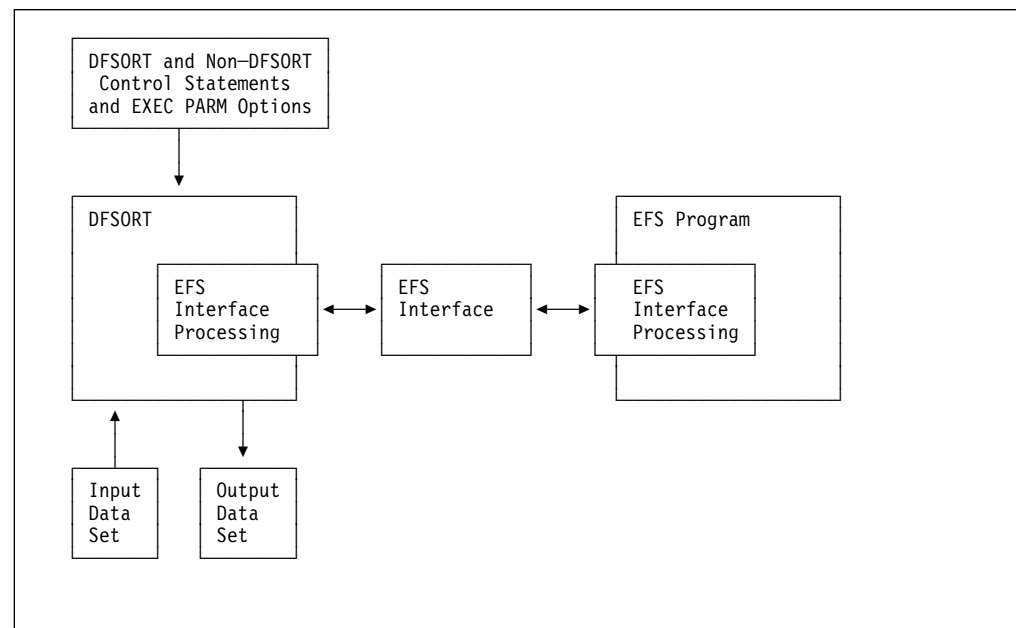 DFSORT and Non—DFSORT
Control Statements
and EXEC PARM Options
DFSORT
EFS Program
EFS
Interface
Processing
EFS
Interface
EFS
Interface
Processing
Input
Data
Set
Output
Data
Set